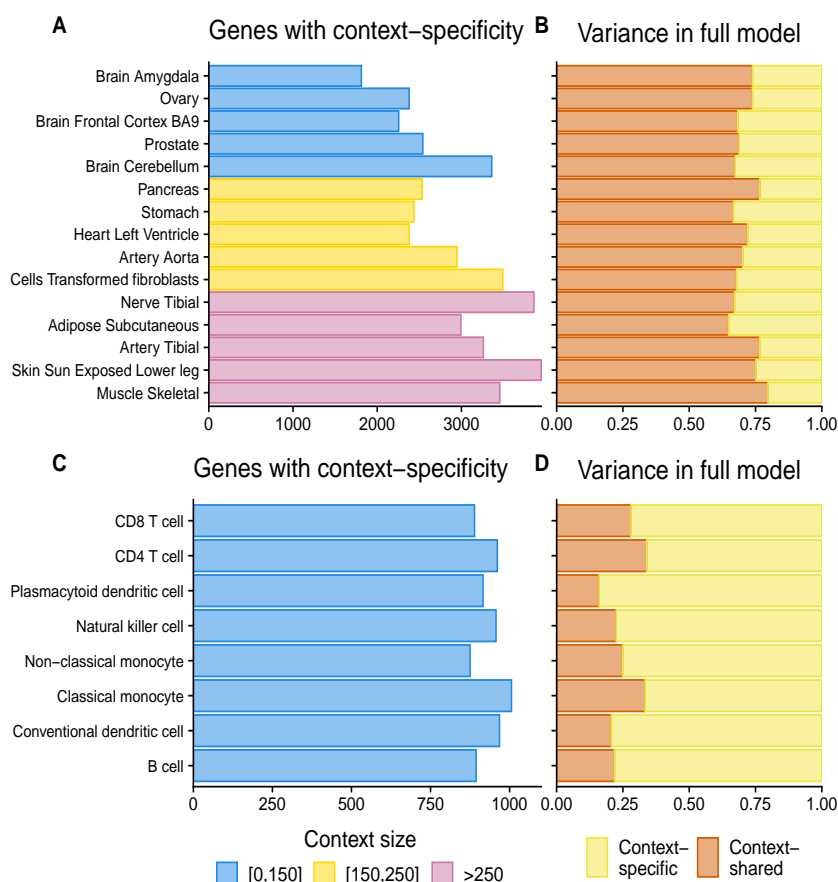 A Genes with context−specificity B Variance in full model
Brain Amygdala
Ovary
Brain Frontal Cortex BA9
Prostate
Brain Cerebellum
Pancreas
Stomach
Heart Left Ventricle
Artery Aorta
Cells Transformed fibroblasts
Nerve Tibial
Adipose Subcutaneous
Artery Tibial
Skin Sun Exposed Lower leg
Muscle Skeletal
0 1000 2000 3000 0.00 0.25 0.50 0.75 1.00
C Genes with context−specificity D Variance in full model
CD8 T cell
CD4 T cell
Plasmacytoid dendritic cell
Natural killer cell
Non−classical monocyte
Classical monocyte
Conventional dendritic cell
B cell
0 250 500 750 1000 0.00 0.25 0.50 0.75 1.00
Context size
[0,150] [150,250] >250
Context−
specific
Context−
shared